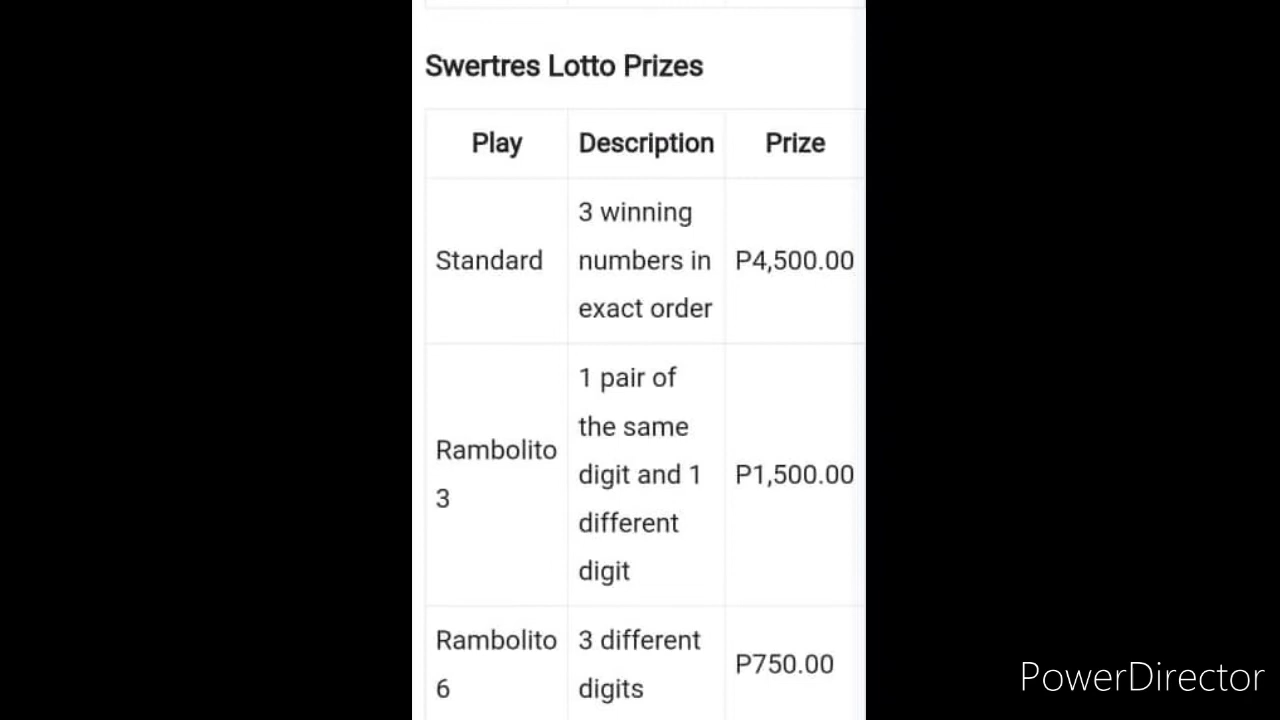 Swertres Lotto Prizes
Play Description Prize
3 winning
Standard numbers in P4,500.00
exact order
1 pair of
the same
Rambolito
digit and 1 P1,500.00
3
different
digit
Rambolito 3 different
P750.00
6 digits
PowerDirector